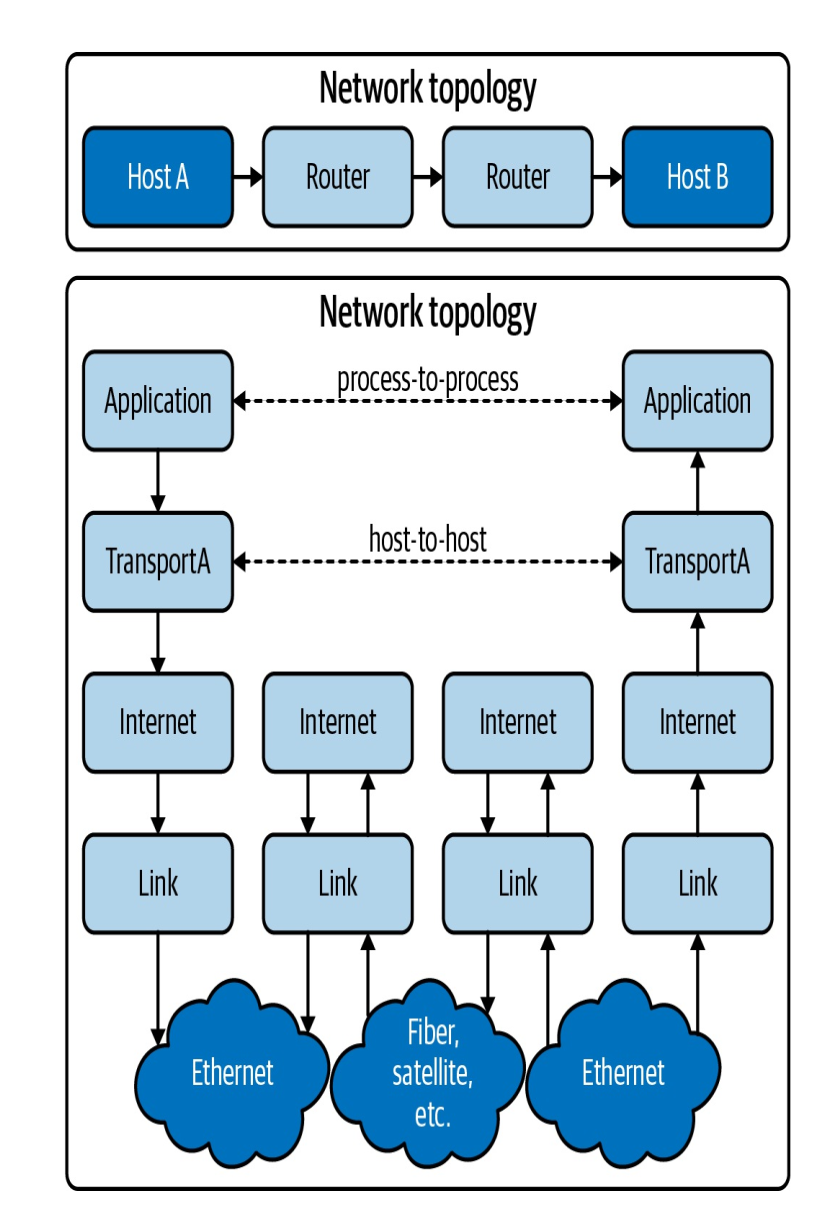 Network topology
Host A
Router
Router
Host B
Network topology
Application
process-to-process
Application
TransportA
host-to-host
TransportA
Internet
Internet
Internet
Internet
Link
Link
Link
Link
Ethernet
Fiber,
satellite,
etc.
Ethernet